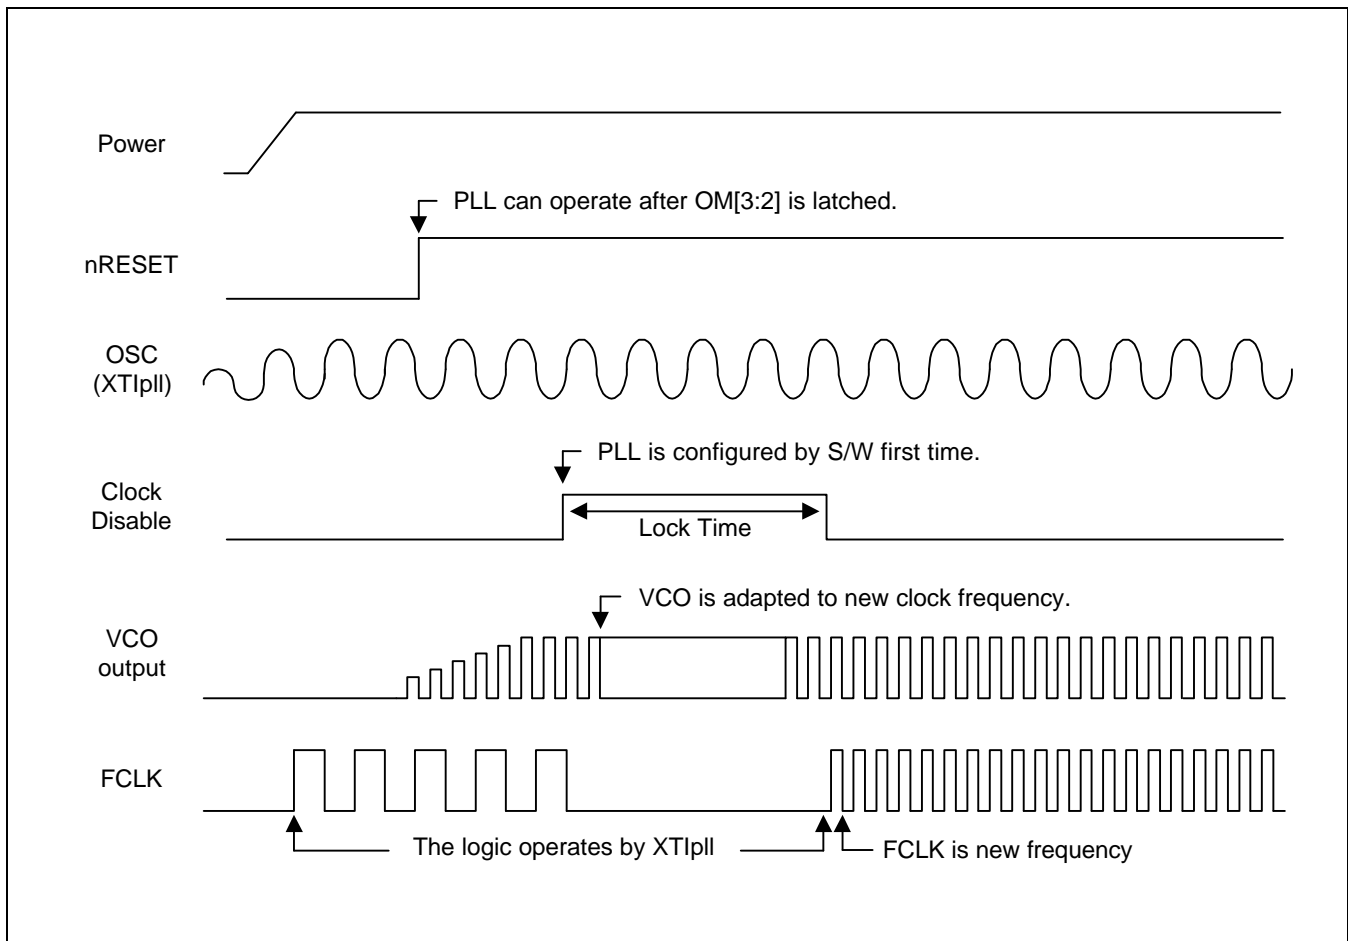 Power
PLL can operate after OM[3:2] is latched.
nRESET
OSC
(XTIpll)
PLL is configured by S/W first time.
Clock
Disable
Lock Time
VCO is adapted to new clock frequency.
VCO
output
FCLK
The logic operates by XTIpll
FCLK is new frequency